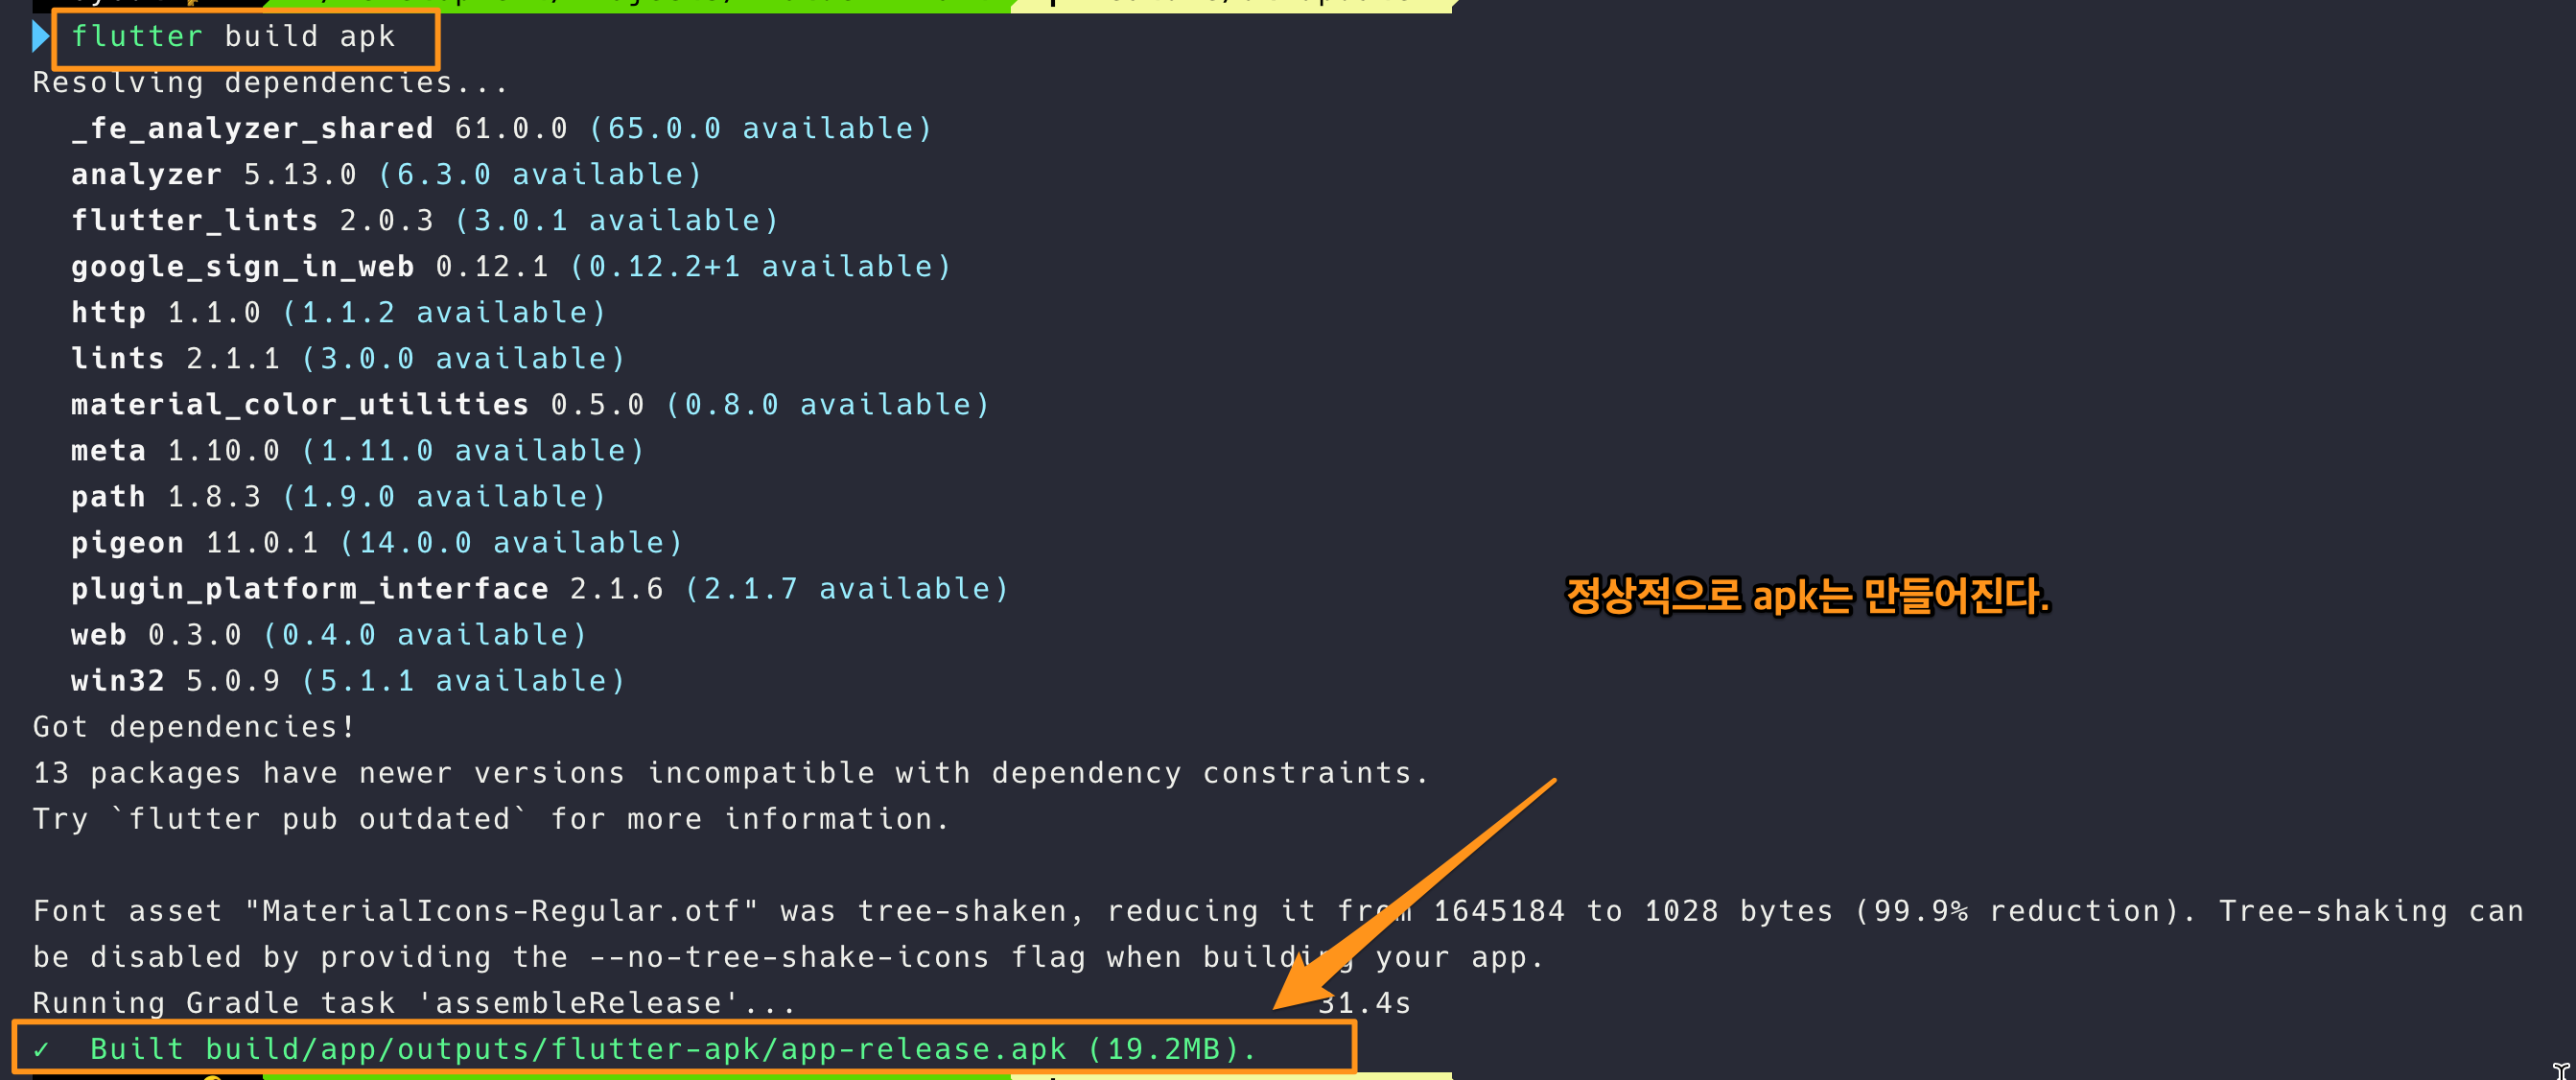 flutter build apk
Resolving dependencies...
_fe_analyzer_shared 61.0.0 (65.0.0 available)
analyzer 5.13.0 (6.3.0 available)
flutter_lints 2.0.3 (3.0.1 available)
google_sign_in_web 0.12.1 (0.12.2+1 available)
http 1.1.0 (1.1.2 available)
lints 2.1.1 (3.0.0 available)
material_color_utilities 0.5.0 (0.8.0 available)
meta 1.10.0 (1.11.0 available)
path 1.8.3 (1.9.0 available)
pigeon 11.0.1 (14.0.0 available)
plugin_platform_interface 2.1.6 (2.1.7 available)
정상적으로 apk는 만들어진다.
web 0.3.0 (0.4.0 available)
win32 5.0.9 (5.1.1 available)
Got dependencies!
13 packages have newer versions incompatible with dependency constraints.
Try `flutter pub outdated` for more information.
Font asset "MaterialIcons-Regular.otf" was tree-shaken, reducing it from 1645184 to 1028 bytes (99.9% reduction). Tree-shaking can
be disabled by providing the --no-tree-shake-icons flag when building your app.
Running Gradle task 'assembleRelease'... 31.4s
✓ Built build/app/outputs/flutter-apk/app-release.apk (19.2MB).